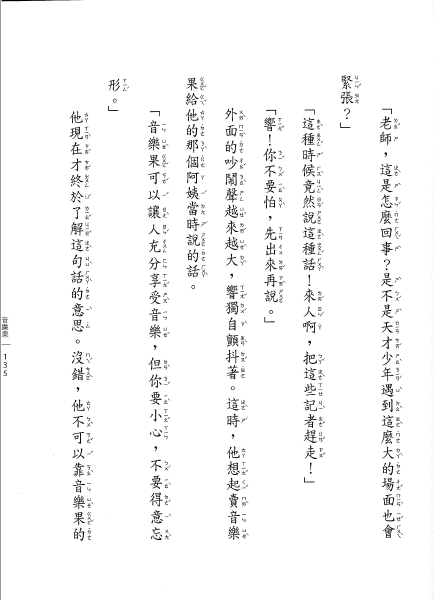 「老師，這是怎麼回事？是不是天才少年遇到這麼大的場面也會
緊張？」
「這種時候竟然說這種話！來人啊，把這些記者趕走！」
「響！你不要怕，先出來再說。」
外面的吵鬧聲越來越大，響獨自顫抖著。這時，他想起賣音樂
果給他的那個阿姨當時說的話。
「音樂果可以讓人充分享受音樂，但你要小心，不要得意忘
形。」
他現在才終於了解這句話的意思。沒錯，他不可以靠音樂果的
音樂果 135